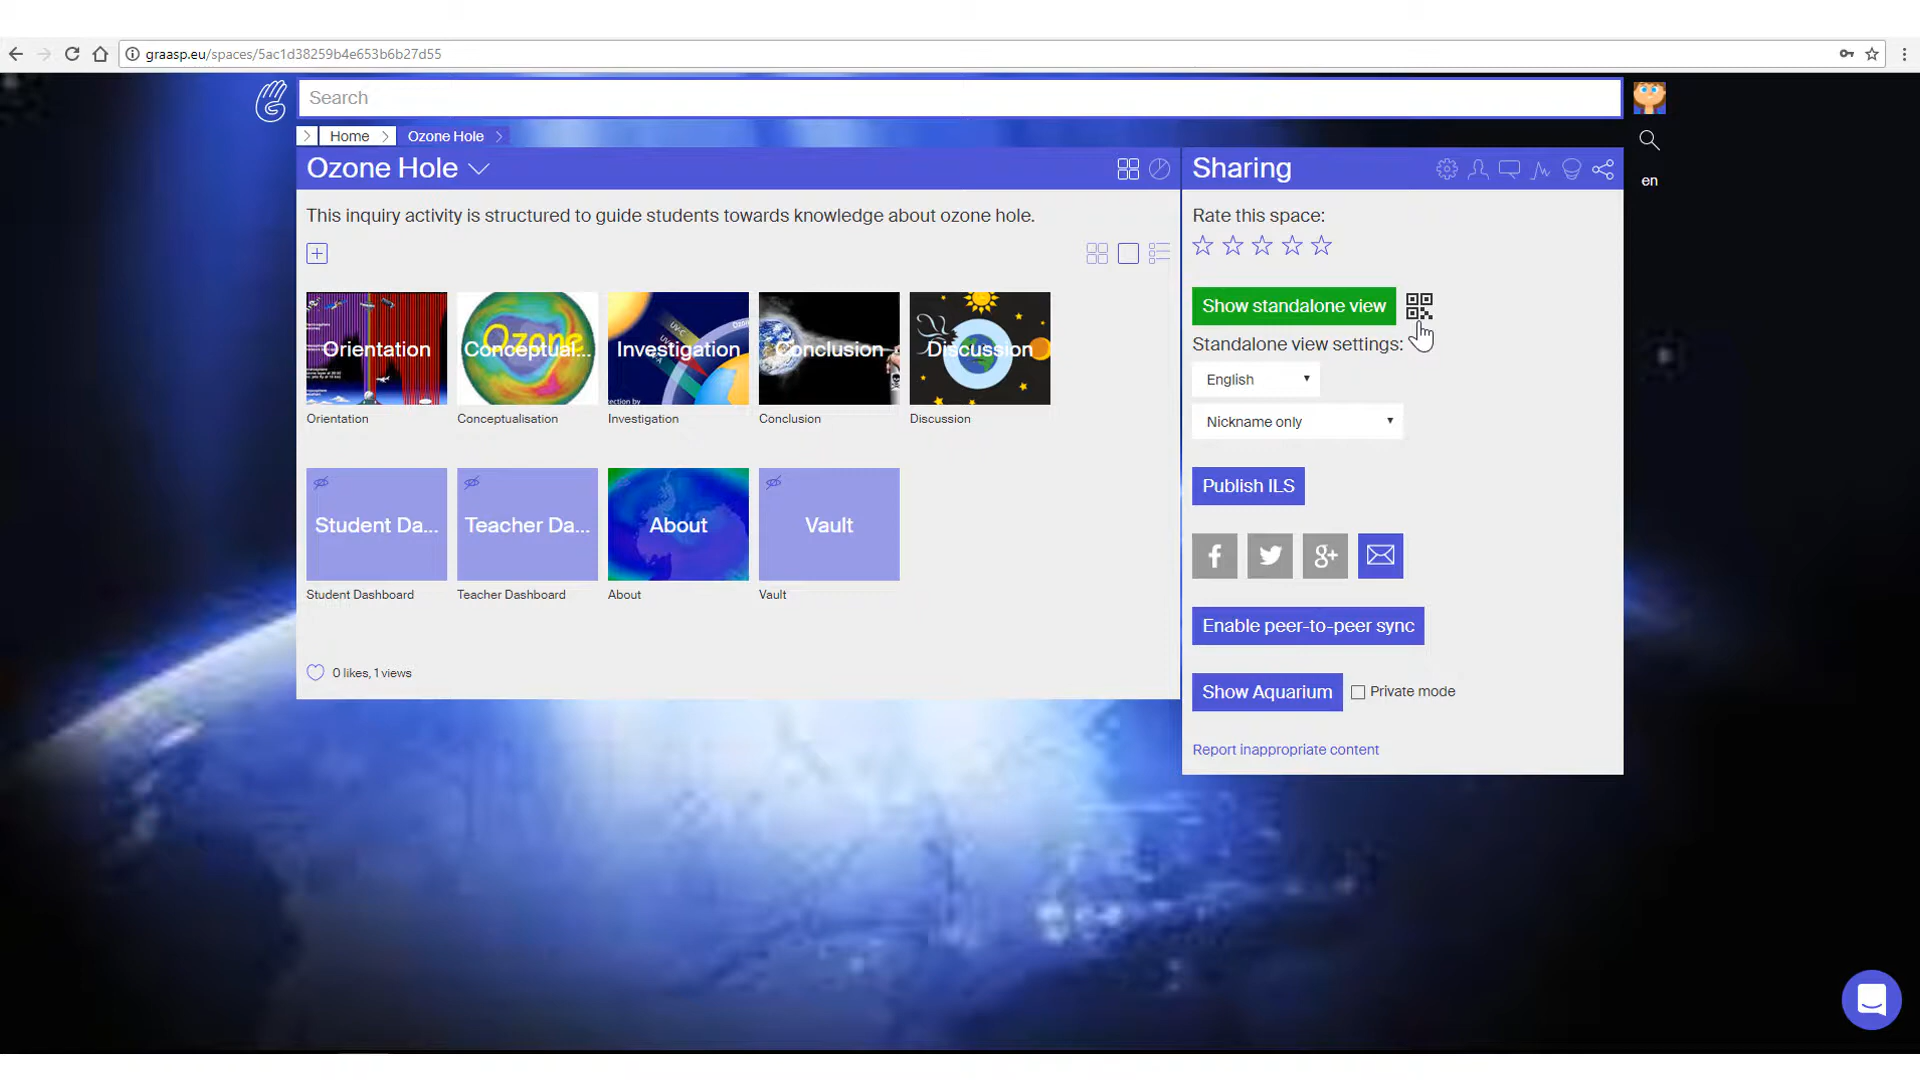 graasp.eu/spaces/5ac1d38259b4e653b6b27d55
Search
Home
Ozone Hole
en
Ozone Hole
This inquiry activity is structured to guide students towards knowledge about ozone hole.
Orientation
Ozone
Conceptual...
Investigation
Conclusion
Discussion
Orientation
Conceptualisation
Investigation
Conclusion
Discussion
Student Da...
Teacher Da...
About
Vault
Student Dashboard
Teacher Dashboard
About
Vault
0 likes, 1 views
Sharing
Rate this space:
Show standalone view
Standalone view settings:
English
Nickname only
Publish ILS
Enable peer-to-peer sync
Show Aquarium
Private mode
Report inappropriate content